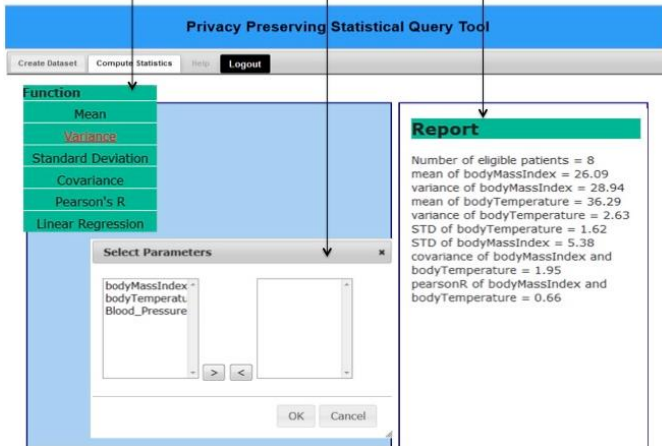 Privacy Preserving Statistical Query Tool
Create Dataset Compute Statistics Help Logout
Function
Mean
Variance
Standard Deviation
Covariance
Pearson's R
Linear Regression
Select Parameters ×
bodyMassIndex
bodyTemperatu
Blood_Pressure
> <
OK Cancel
Report
Number of eligible patients = 8
mean of bodyMassIndex = 26.09
variance of bodyMassIndex = 28.94
mean of bodyTemperature = 36.29
variance of bodyTemperature = 2.63
STD of bodyTemperature = 1.62
STD of bodyMassIndex = 5.38
covariance of bodyMassIndex and
bodyTemperature = 1.95
pearsonR of bodyMassIndex and
bodyTemperature = 0.66